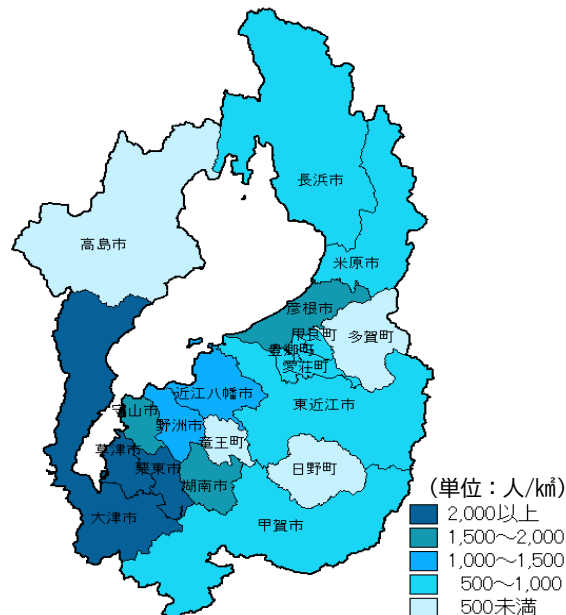 長浜市
高島市
米原市
彦根市
甲良町
多賀町
豊郷町
愛荘町
近江八幡市
東近江市
守山市
野洲市
竜王町
草津市
栗東市
日野町
湖南市
大津市
甲賀市
(単位:人/㎢)
2,000以上
1,500～2,000
1,000～1,500
500～1,000
500未満